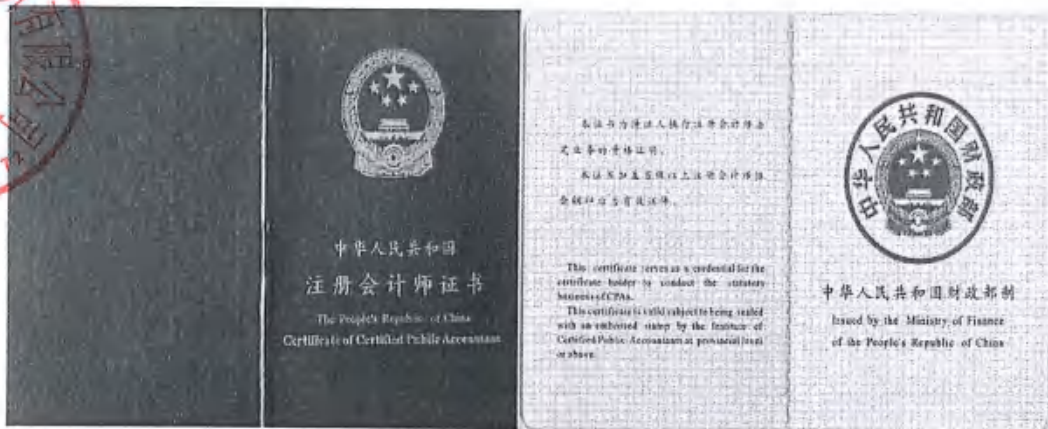 有限公司
中华人民共和国
注册会计师证书
The People's Republic of China
Certificate of Certified Public Accountant
本证书为持证人执行注册会计师法
定业务的资格证明。
本证书加盖省级以上注册会计师协
会钢印后方有效证件。
This certificate serves as a credential for the
certificate holder to conduct the statutory
business of CPAs.
This certificate is valid subject to being sealed
with an embossed stamp by the Institute of
Certified Public Accountants at provincial level
or above.
中华人民共和国财政部
中华人民共和国财政部制
Issued by the Ministry of Finance
of the People's Republic of China